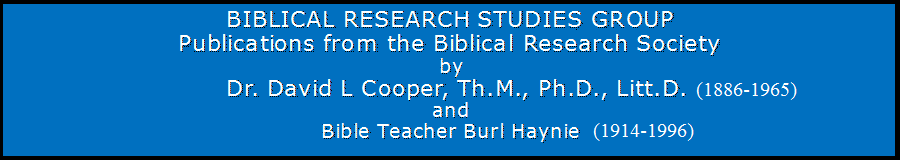 BIBLICAL RESEARCH STUDIES GROUP
Publications from the Biblical Research Society
by
Dr. David L Cooper, Th.M., Ph.D., Litt.D. (1886-1965)
and
Bible Teacher Burl Haynie (1914-1996)